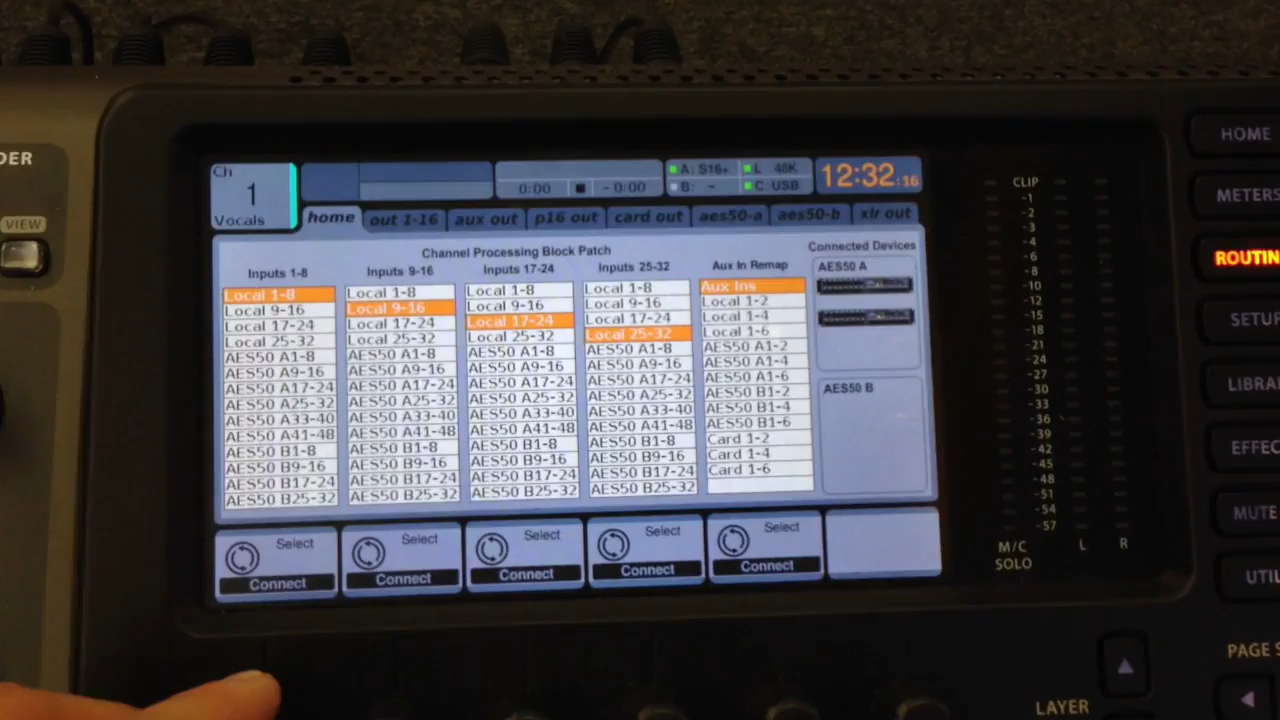 DER
VIEW
Ch
1
Vocals
0:00
- 0:00
A: S16+
L 48K
B: -
C: USB
12:32:16
home
out 1-16
aux out
p16 out
card out
aes50-a
aes50-b
xlr out
Channel Processing Block Patch
Connected Devices
Inputs 1-8
Local 1-8
Local 9-16
Local 17-24
Local 25-32
AES50 A1-8
AES50 A9-16
AES50 A17-24
AES50 A25-32
AES50 A33-40
AES50 A41-48
AES50 B1-8
AES50 B9-16
AES50 B17-24
AES50 B25-32
Inputs 9-16
Local 1-8
Local 9-16
Local 17-24
Local 25-32
AES50 A1-8
AES50 A9-16
AES50 A17-24
AES50 A25-32
AES50 A33-40
AES50 A41-48
AES50 B1-8
AES50 B9-16
AES50 B17-24
AES50 B25-32
Inputs 17-24
Local 1-8
Local 9-16
Local 17-24
Local 25-32
AES50 A1-8
AES50 A9-16
AES50 A17-24
AES50 A25-32
AES50 A33-40
AES50 A41-48
AES50 B1-8
AES50 B9-16
AES50 B17-24
AES50 B25-32
Inputs 25-32
Local 1-8
Local 9-16
Local 17-24
Local 25-32
AES50 A1-8
AES50 A9-16
AES50 A17-24
AES50 A25-32
AES50 A33-40
AES50 A41-48
AES50 B1-8
AES50 B9-16
AES50 B17-24
AES50 B25-32
Aux In Remap
Aux Ins
Local 1-2
Local 1-4
Local 1-6
AES50 A1-2
AES50 A1-4
AES50 A1-6
AES50 B1-2
AES50 B1-4
AES50 B1-6
Card 1-2
Card 1-4
Card 1-6
AES50 A
AES50 B
Select
Connect
Select
Connect
Select
Connect
Select
Connect
Select
Connect
CLIP
-1
-2
-3
-4
-6
-8
-10
-12
-15
-18
-21
-24
-27
-30
-33
-36
-39
-42
-45
-48
-51
-54
-57
M/C
SOLO
L
R
HOME
METERS
ROUTIN
SETUP
LIBRA
EFFEC
MUTE
UTIL
PAGE S
LAYER